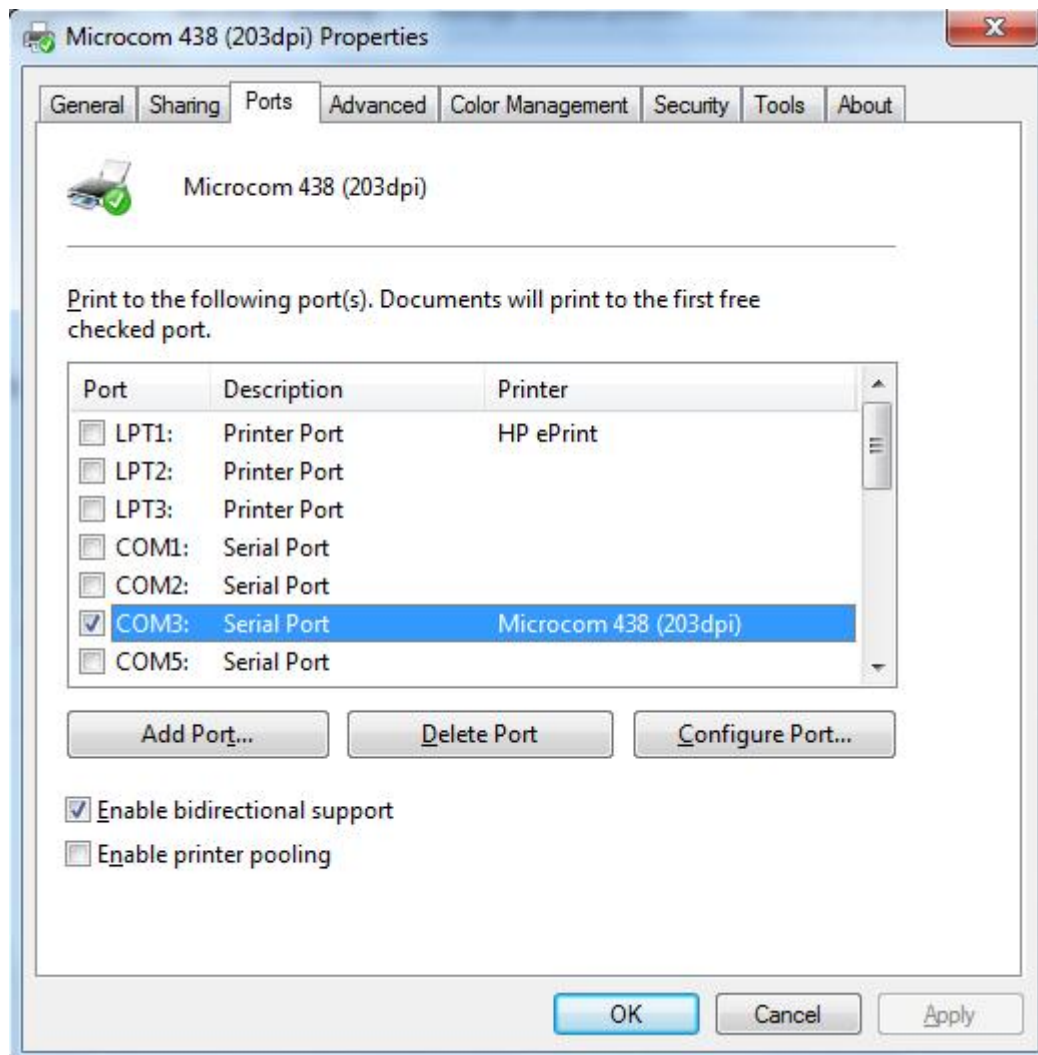 Microcom 438 (203dpi) Properties
General Sharing Ports Advanced Color Management Security Tools About
Microcom 438 (203dpi)
Print to the following port(s). Documents will print to the first free
checked port.
Port Description Printer
LPT1: Printer Port HP ePrint
LPT2: Printer Port
LPT3: Printer Port
COM1: Serial Port
COM2: Serial Port
COM3: Serial Port Microcom 438 (203dpi)
COM5: Serial Port
Add Port... Delete Port Configure Port...
Enable bidirectional support
Enable printer pooling
OK Cancel Apply